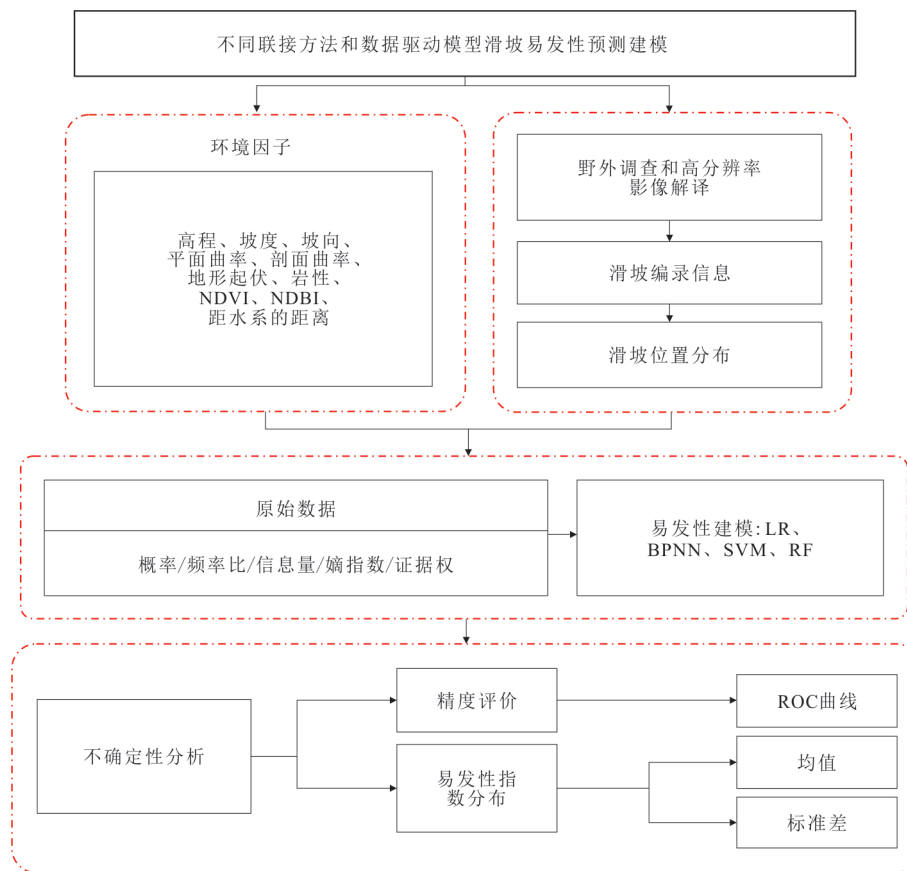 不同联接方法和数据驱动模型滑坡易发性预测建模
环境因子
高程、坡度、坡向、
平面曲率、剖面曲率、
地形起伏、岩性、
NDVI、NDBI、
距水系的距离
野外调查和高分辨率
影像解译
滑坡编录信息
滑坡位置分布
原始数据
概率/频率比/信息量/嫡指数/证据权
易发性建模:LR、
BPNN、SVM、RF
不确定性分析
精度评价
易发性指
数分布
ROC曲线
均值
标准差